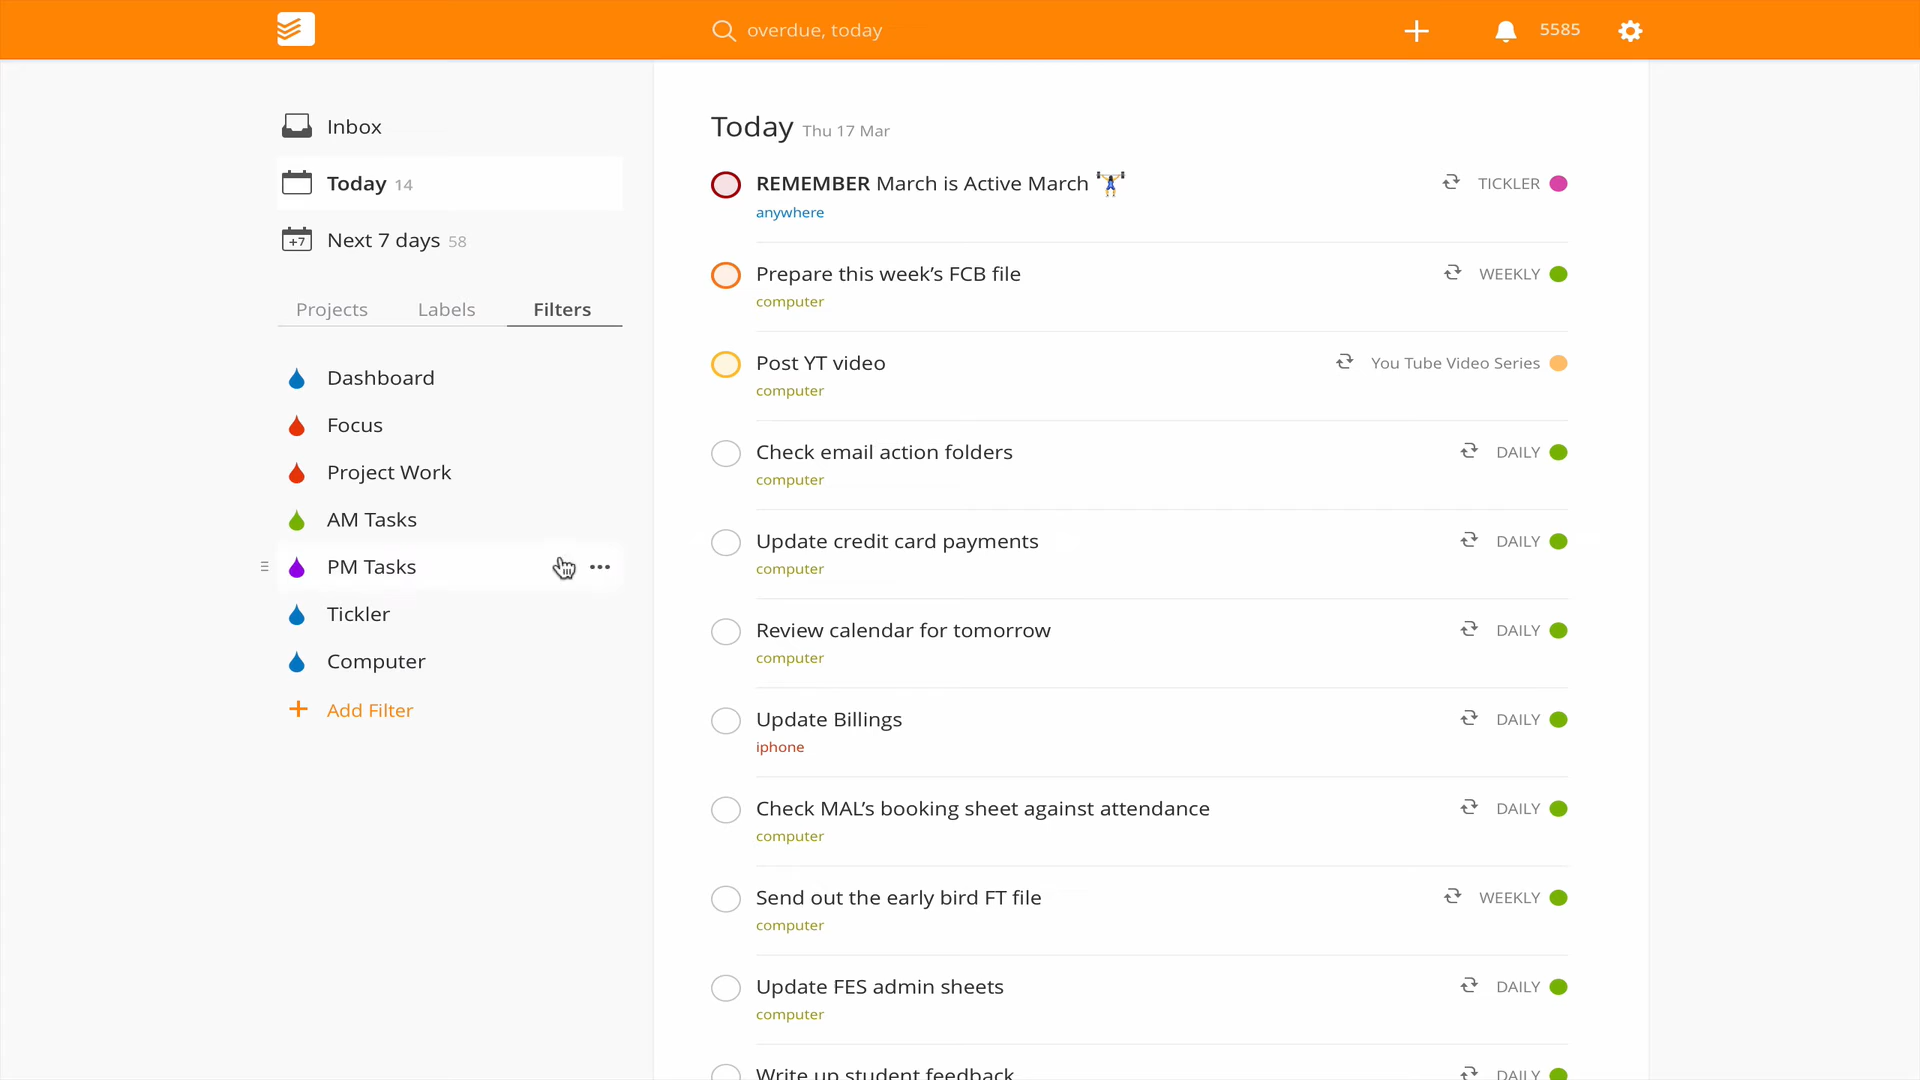 overdue, today
5585
Inbox
Today 14
+7
Next 7 days 58
Projects Labels Filters
Dashboard
Focus
Project Work
AM Tasks
PM Tasks
Tickler
Computer
Add Filter
Today Thu 17 Mar
REMEMBER March is Active March 🏋 TICKLER
anywhere
Prepare this week’s FCB file WEEKLY
computer
Post YT video You Tube Video Series
computer
Check email action folders DAILY
computer
Update credit card payments DAILY
computer
Review calendar for tomorrow DAILY
computer
Update Billings DAILY
iphone
Check MAL’s booking sheet against attendance DAILY
computer
Send out the early bird FT file WEEKLY
computer
Update FES admin sheets DAILY
computer
Write up student feedback DAILY